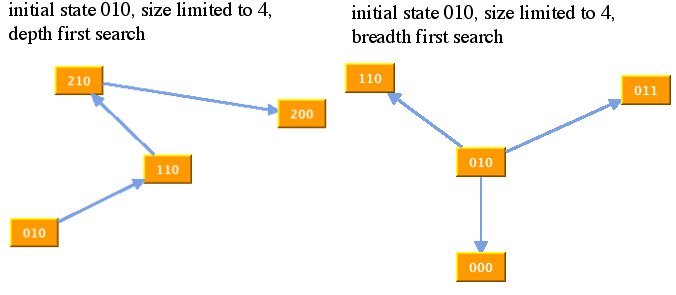 initial state 010, size limited to 4,
depth first search
210
200
110
010
initial state 010, size limited to 4,
breadth first search
110
011
010
000